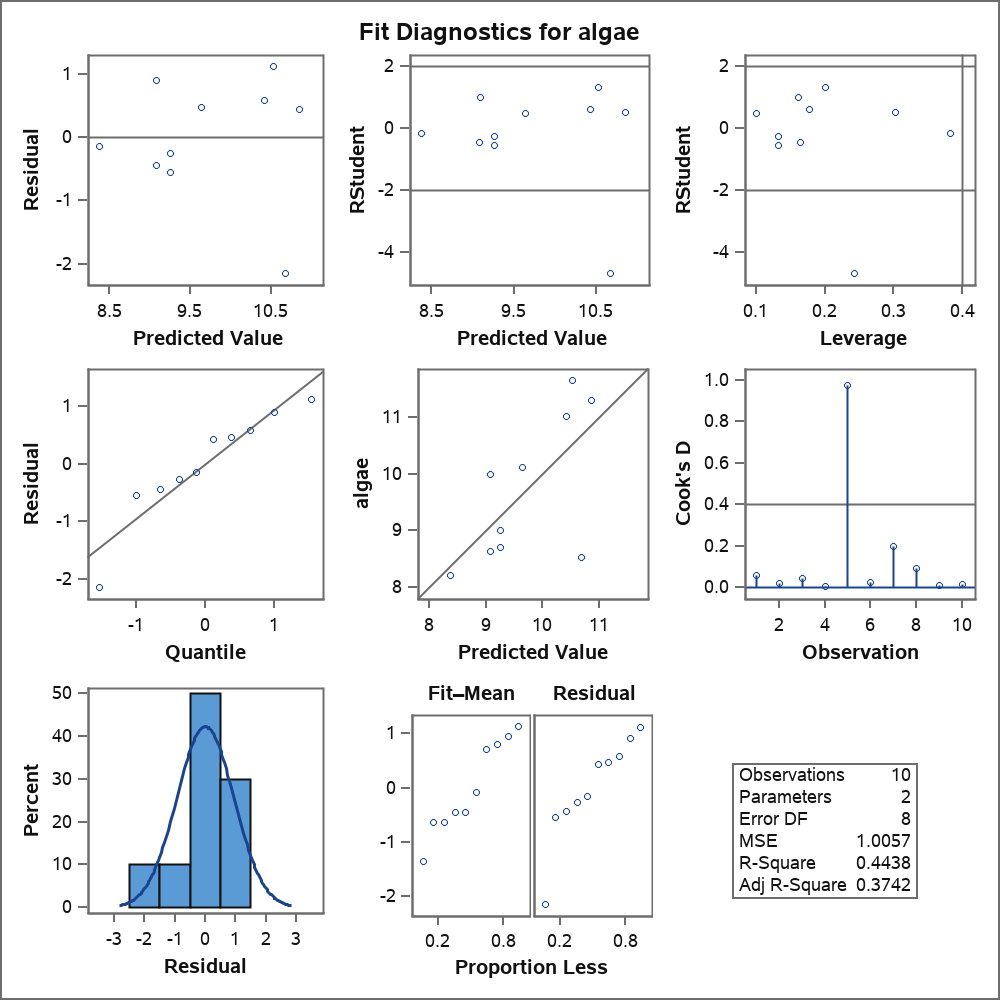 Fit Diagnostics for algae
Residual
1
0
-1
-2
8.5 9.5 10.5
Predicted Value
RStudent
2
0
-2
-4
8.5 9.5 10.5
Predicted Value
RStudent
2
0
-2
-4
0.1 0.2 0.3 0.4
Leverage
Residual
1
0
-1
-2
-1 0 1
Quantile
algae
11
10
9
8
8 9 10 11
Predicted Value
Cook's D
1.0
0.8
0.6
0.4
0.2
0.0
2 4 6 8 10
Observation
Percent
50
40
30
20
10
0
-3 -2 -1 0 1 2 3
Residual
Fit–Mean Residual
1
0
-1
-2
0.2 0.8 0.2 0.8
Proportion Less
Observations 10
Parameters 2
Error DF 8
MSE 1.0057
R-Square 0.4438
Adj R-Square 0.3742